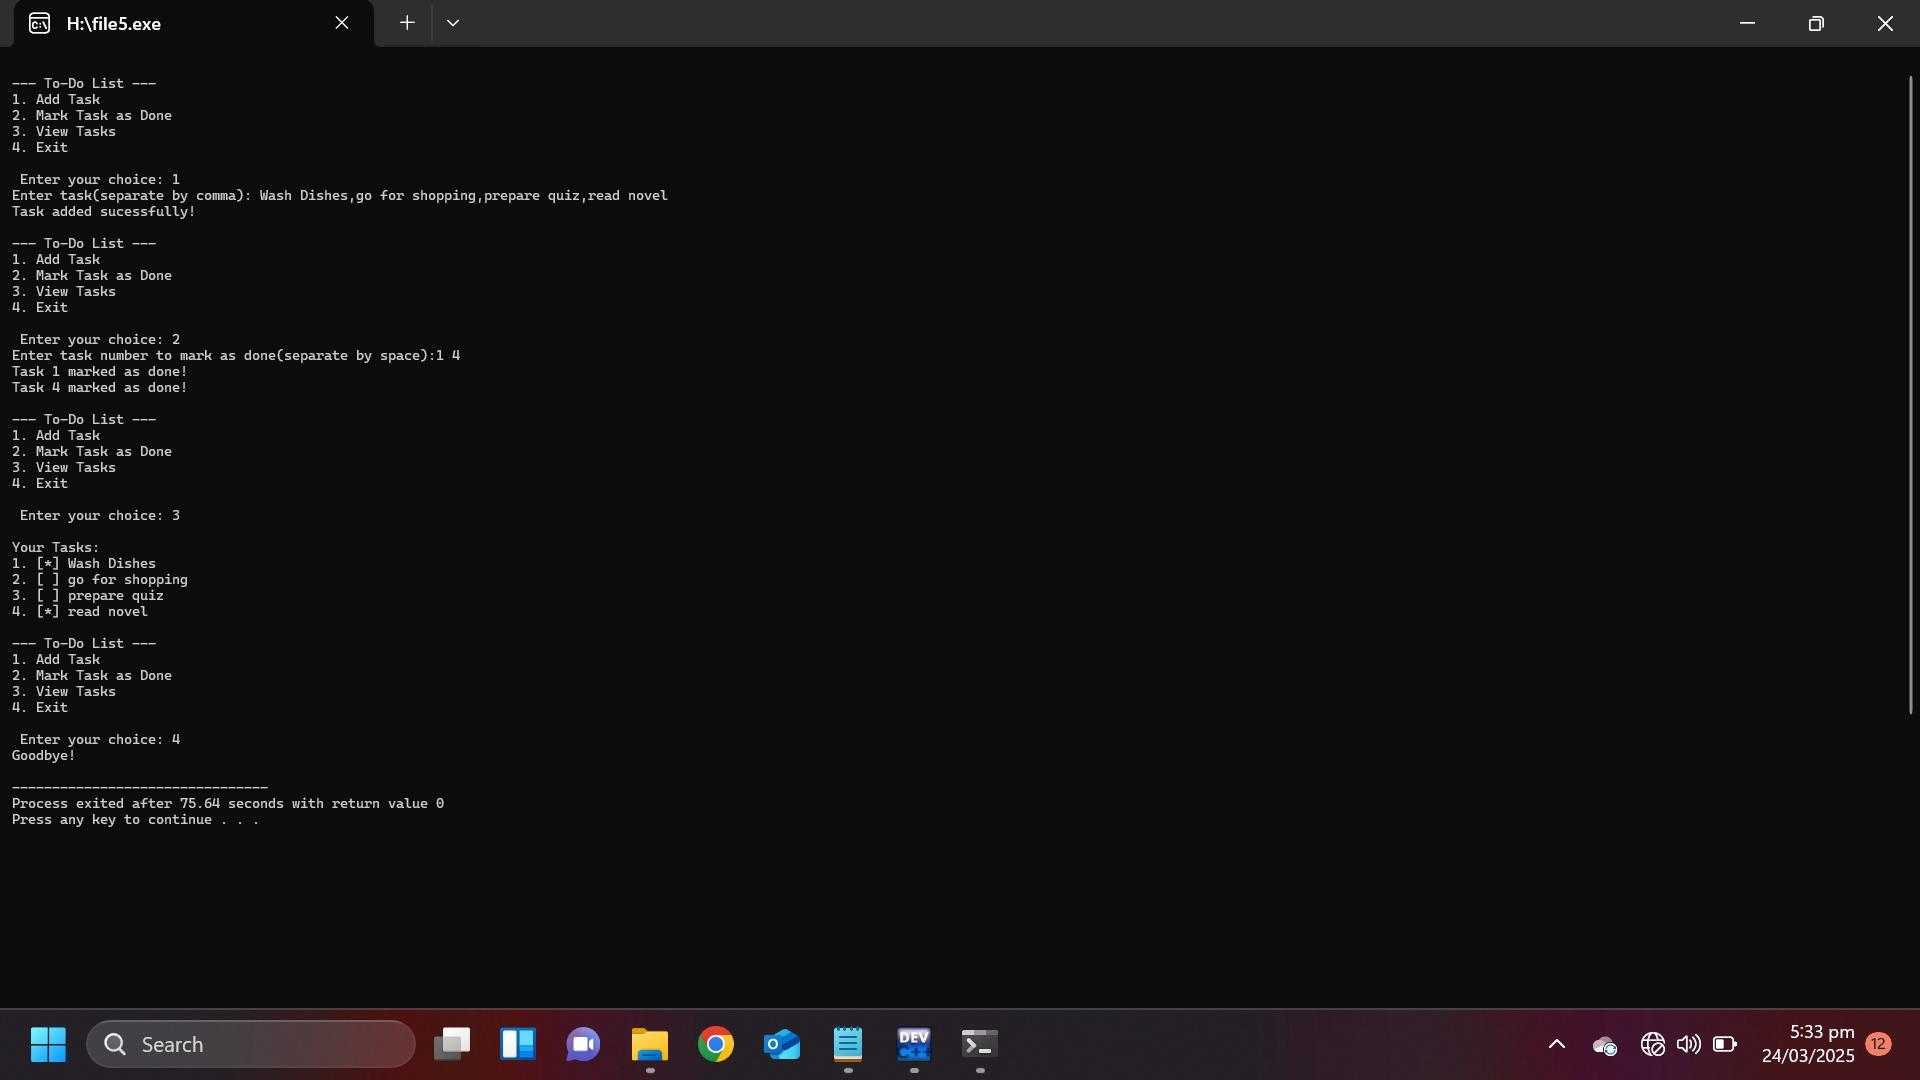 H:\file5.exe
--- To-Do List ---
1. Add Task
2. Mark Task as Done
3. View Tasks
4. Exit
Enter your choice: 1
Enter task(separate by comma): Wash Dishes,go for shopping,prepare quiz,read novel
Task added sucessfully!
--- To-Do List ---
1. Add Task
2. Mark Task as Done
3. View Tasks
4. Exit
Enter your choice: 2
Enter task number to mark as done(separate by space):1 4
Task 1 marked as done!
Task 4 marked as done!
--- To-Do List ---
1. Add Task
2. Mark Task as Done
3. View Tasks
4. Exit
Enter your choice: 3
Your Tasks:
1. [*] Wash Dishes
2. [ ] go for shopping
3. [ ] prepare quiz
4. [*] read novel
--- To-Do List ---
1. Add Task
2. Mark Task as Done
3. View Tasks
4. Exit
Enter your choice: 4
Goodbye!
--------------------------------
Process exited after 75.64 seconds with return value 0
Press any key to continue . . .
Search
DEV
C++
5:33 pm
24/03/2025
12